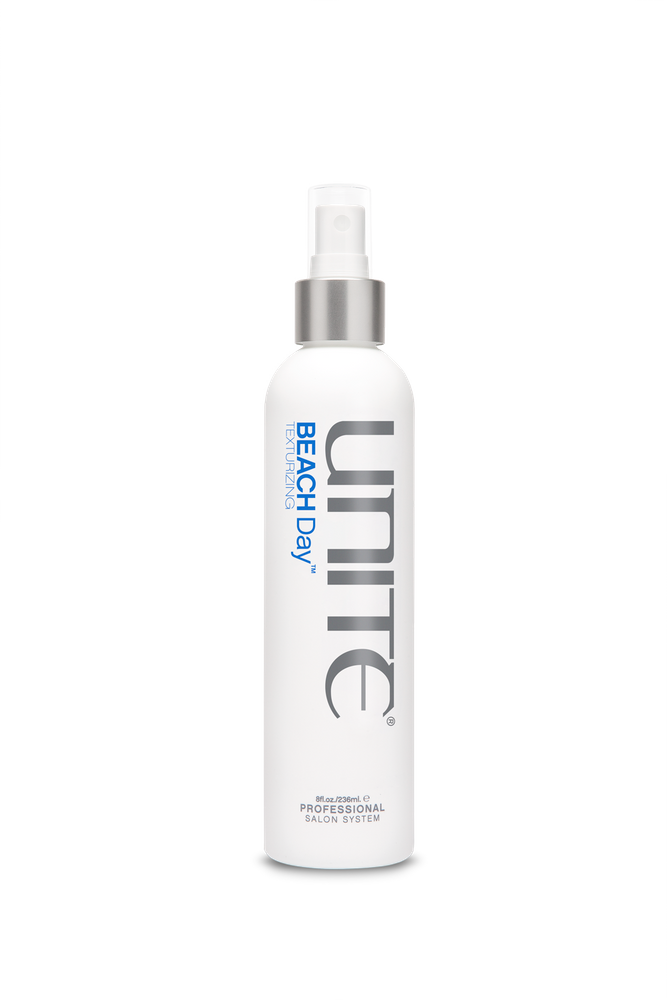 UNITE®
BEACH Day™
TEXTURIZING
8fl.oz./236ml. ℮
PROFESSIONAL
SALON SYSTEM